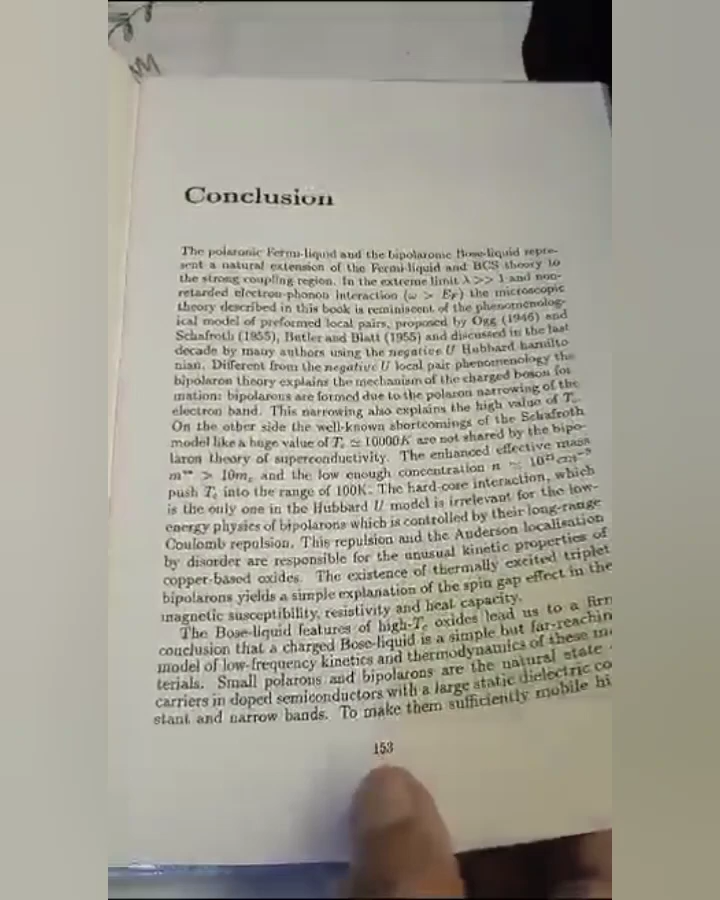 Conclusion
The polaronic Fermi-liquid and the bipolaronic Bose-liquid repre-
sent a natural extension of the Fermi-liquid and BCS theory to
the strong coupling region. In the extreme limit λ >> 1 and non-
retarded electron-phonon interaction (ω > E_F) the microscopic
theory described in this book is reminiscent of the phenomenolog-
ical model of preformed local pairs, proposed by Ogg (1946) and
Schafroth (1955), Butler and Blatt (1955) and discussed in the last
decade by many authors using the negative U Hubbard hamilto
nian. Different from the negative U local pair phenomenology the
bipolaron theory explains the mechanism of the charged boson for
mation: bipolarons are formed due to the polaron narrowing of the
electron band. This narrowing also explains the high value of T_c.
On the other side the well-known shortcomings of the Schafroth
model like a huge value of T_c ≃ 10000K are not shared by the bipo-
laron theory of superconductivity. The enhanced effective mass
m** > 10m_e and the low enough concentration n ≃ 10²¹cm⁻³
push T_c into the range of 100K. The hard-core interaction, which
is the only one in the Hubbard U model is irrelevant for the low-
energy physics of bipolarons which is controlled by their long-range
Coulomb repulsion. This repulsion and the Anderson localisation
by disorder are responsible for the unusual kinetic properties of
copper-based oxides. The existence of thermally excited triplet
bipolarons yields a simple explanation of the spin gap effect in the
magnetic susceptibility, resistivity and heat capacity.
The Bose-liquid features of high-T_c oxides lead us to a firm
conclusion that a charged Bose-liquid is a simple but far-reachin
model of low-frequency kinetics and thermodynamics of these m
terials. Small polarons and bipolarons are the natural state
carriers in doped semiconductors with a large static dielectric co
stant and narrow bands. To make them sufficiently mobile hi
153